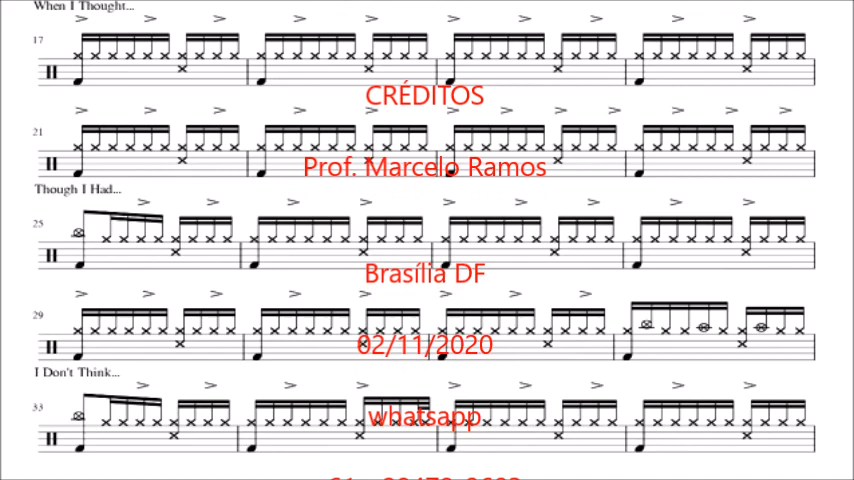 When I Thought...
17
CRÉDITOS
21
Prof. Marcelo Ramos
Though I Had...
25
Brasília DF
29
02/11/2020
I Don't Think...
33
whatsapp